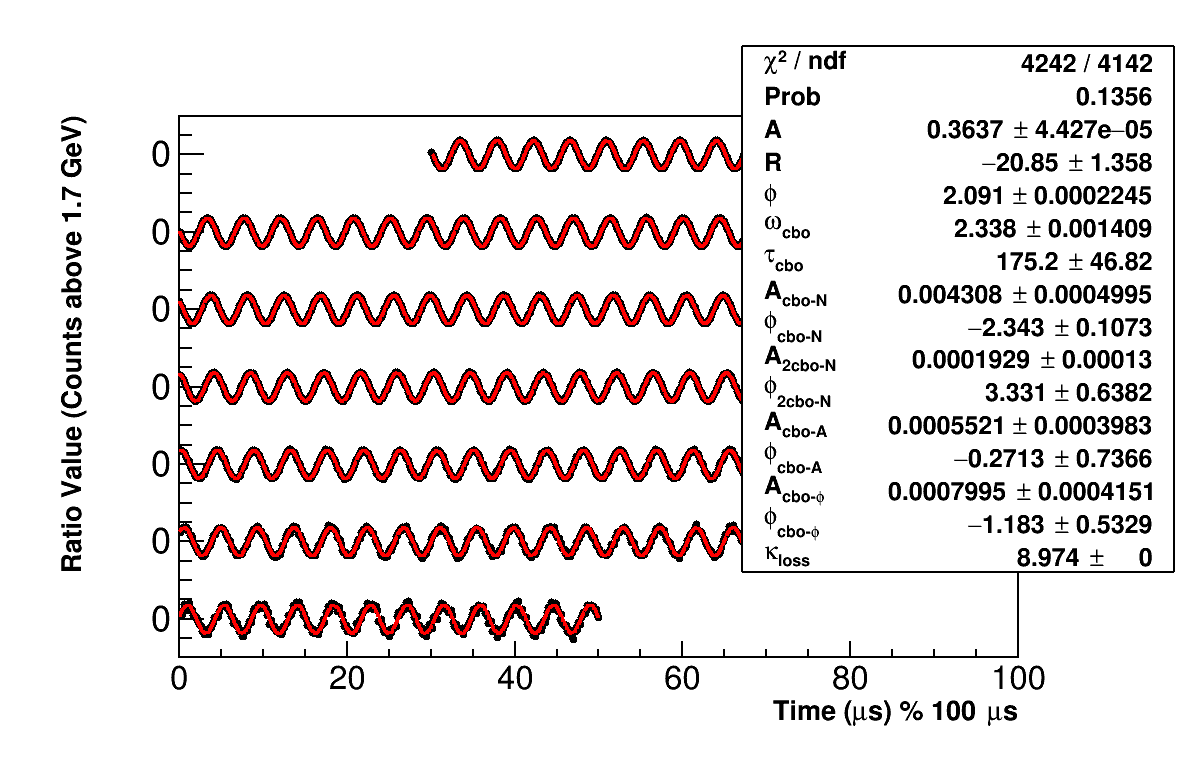 χ² / ndf 4242 / 4142
Prob 0.1356
A 0.3637 ± 4.427e−05
R −20.85 ± 1.358
ϕ 2.091 ± 0.0002245
ω_cbo 2.338 ± 0.001409
τ_cbo 175.2 ± 46.82
A_cbo-N 0.004308 ± 0.0004995
ϕ_cbo-N −2.343 ± 0.1073
A_2cbo-N 0.0001929 ± 0.00013
ϕ_2cbo-N 3.331 ± 0.6382
A_cbo-A 0.0005521 ± 0.0003983
ϕ_cbo-A −0.2713 ± 0.7366
A_cbo-ϕ 0.0007995 ± 0.0004151
ϕ_cbo-ϕ −1.183 ± 0.5329
κ_loss 8.974 ± 0
Ratio Value (Counts above 1.7 GeV)
0
0
0
0
0
0
0
0 20 40 60 80 100
Time (μs) % 100 μs